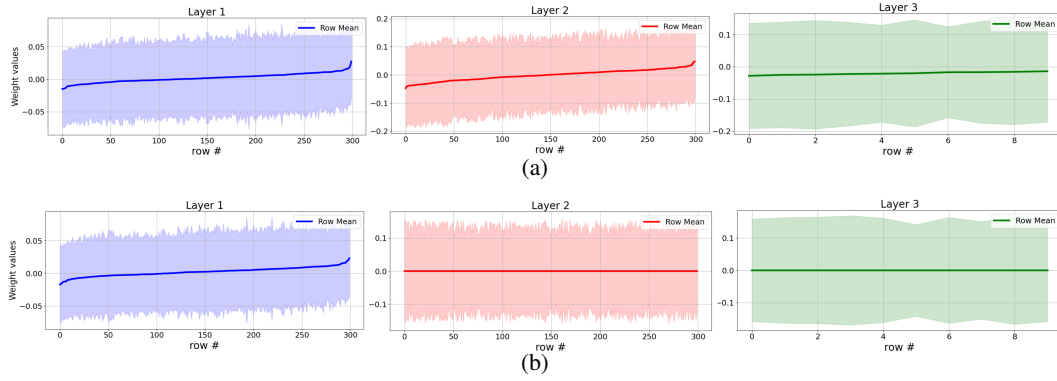 Layer 1
Layer 2
Layer 3
Row Mean
Row Mean
Row Mean
Weight values
0.05
0.00
−0.05
0.2
0.1
0.0
−0.1
−0.2
0.1
0.0
−0.1
−0.2
0 50 100 150 200 250 300
0 50 100 150 200 250 300
0 2 4 6 8
row #
row #
row #
(a)
Layer 1
Layer 2
Layer 3
Row Mean
Row Mean
Row Mean
Weight values
0.05
0.00
−0.05
0.1
0.0
−0.1
0.1
0.0
−0.1
0 50 100 150 200 250 300
0 50 100 150 200 250 300
0 2 4 6 8
row #
row #
row #
(b)